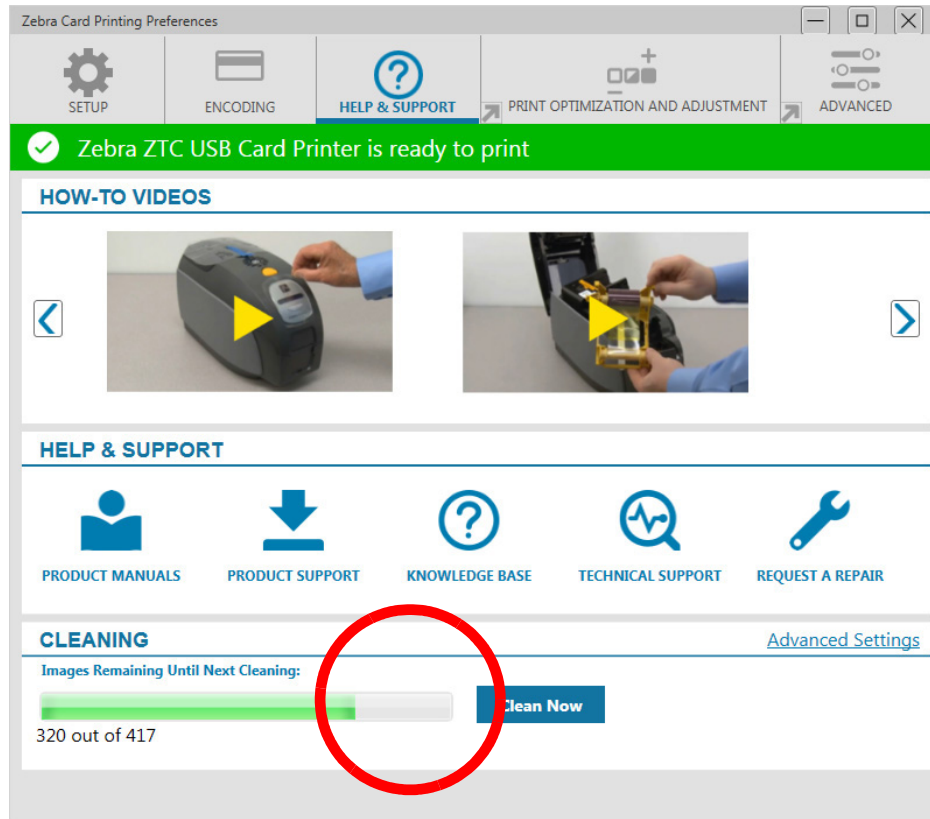 Zebra Card Printing Preferences
SETUP
ENCODING
HELP & SUPPORT
PRINT OPTIMIZATION AND ADJUSTMENT
ADVANCED
Zebra ZTC USB Card Printer is ready to print
HOW-TO VIDEOS
HELP & SUPPORT
PRODUCT MANUALS
PRODUCT SUPPORT
KNOWLEDGE BASE
TECHNICAL SUPPORT
REQUEST A REPAIR
CLEANING
Advanced Settings
Images Remaining Until Next Cleaning:
Clean Now
320 out of 417